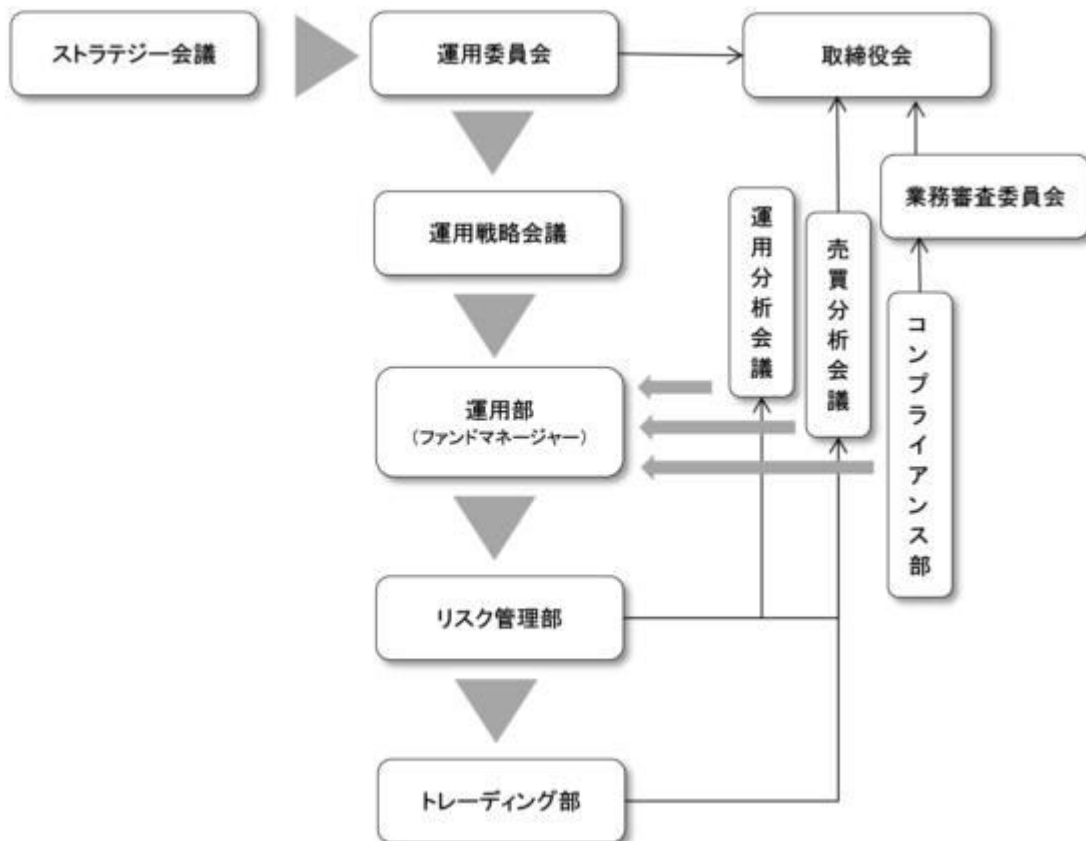 ストラテジー会議
運用委員会
取締役会
業務審査委員会
運用戦略会議
運用分析会議
売買分析会議
コンプライアンス部
運用部
(ファンドマネージャー)
リスク管理部
トレーディング部